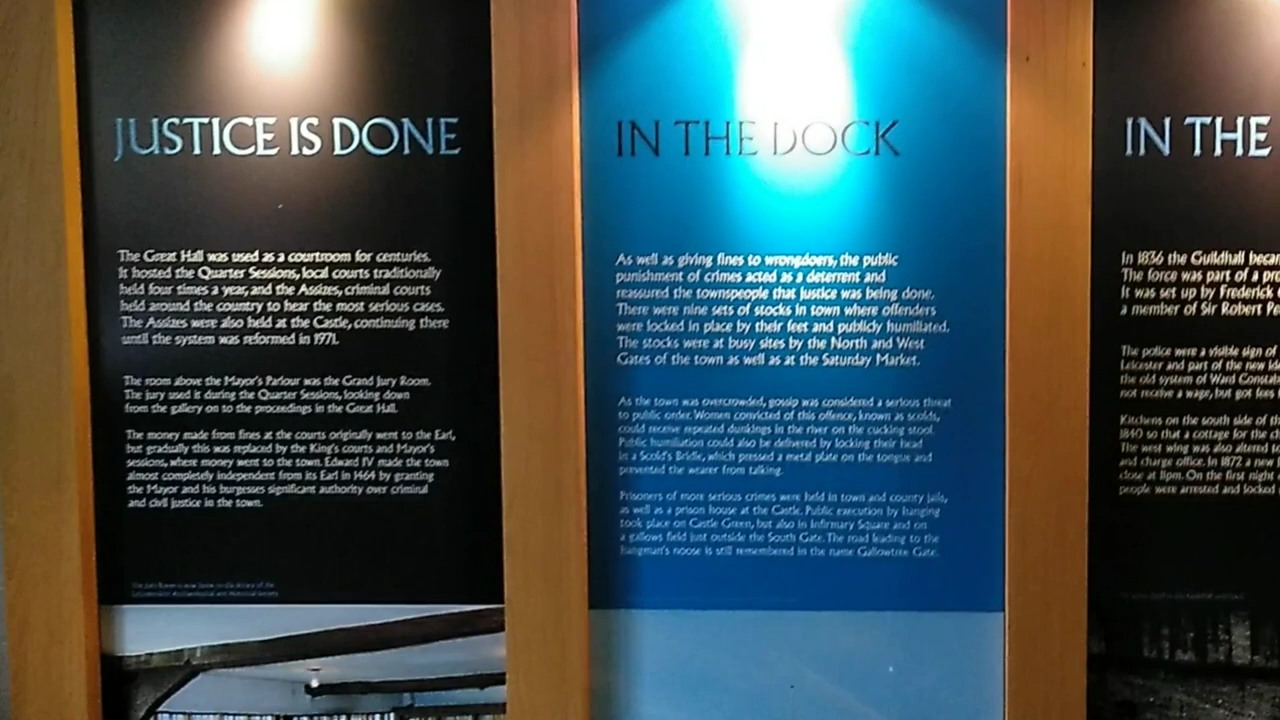 JUSTICE IS DONE
The Great Hall was used as a courtroom for centuries.
It hosted the Quarter Sessions, local courts traditionally
held four times a year, and the Assizes, criminal courts
held around the country to hear the most serious cases.
The Assizes were also held at the Castle, continuing there
until the system was reformed in 1971.
The room above the Mayor's Parlour was the Grand Jury Room.
The jury used it during the Quarter Sessions, looking down
from the gallery on to the proceedings in the Great Hall.
The money made from fines at the courts originally went to the Earl,
but gradually this was replaced by the King's courts and Mayor's
sessions, where money went to the town. Edward IV made the town
almost completely independent from its Earl in 1464 by granting
the Mayor and his burgesses significant authority over criminal
and civil justice in the town.
IN THE DOCK
As well as giving fines to wrongdoers, the public
punishment of crimes acted as a deterrent and
reassured the townspeople that justice was being done.
There were nine sets of stocks in town where offenders
were locked in place by their feet and publicly humiliated.
The stocks were at busy sites by the North and West
Gates of the town as well as at the Saturday Market.
As the town was overcrowded, gossip was considered a serious threat
to public order. Women convicted of this offence, known as scolds,
could receive repeated dunkings in the river on the cucking stool.
Public humiliation could also be delivered by locking their head
in a Scold's Bridle, which pressed a metal plate on the tongue and
prevented the wearer from talking.
Prisoners of more serious crimes were held in town and county jails,
as well as a prison house at the Castle. Public execution by hanging
took place on Castle Green, but also in Infirmary Square and on
a gallows field just outside the South Gate. The road leading to the
hangman's noose is still remembered in the name Gallowtree Gate.
IN THE
In 1836 the Guildhall becam
The force was part of a pr
It was set up by Frederick
a member of Sir Robert Pe
The police were a visible sign of
Leicester and part of the new
the old system of Ward Constab
not receive a wage, but got fees
Kitchens on the south side of th
1840 so that a cottage for the ch
The west wing was also altered to
and charge office. In 1872 a new
close at 11pm. On the first night
people were arrested and locked